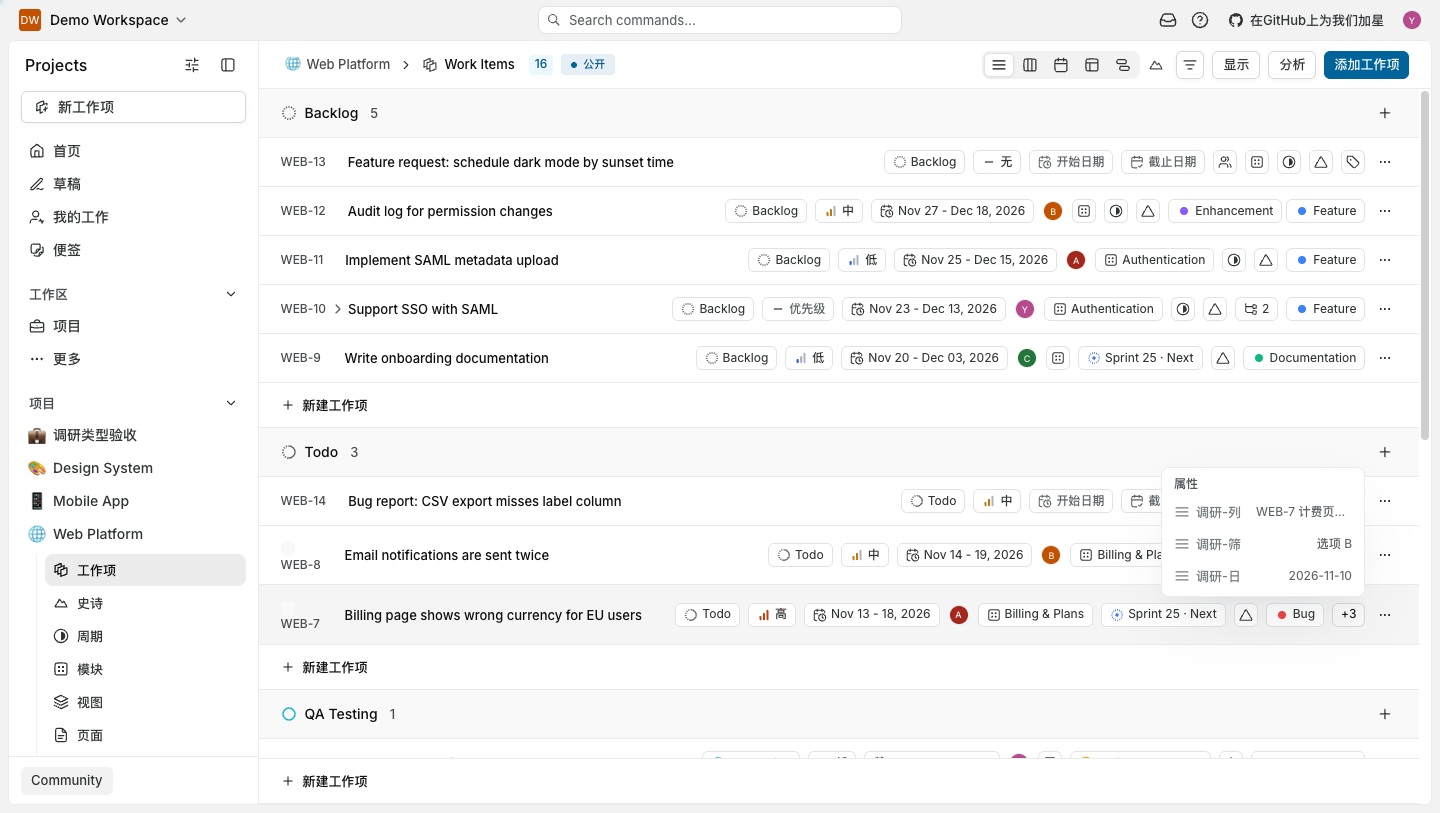 DW Demo Workspace
Search commands...
在GitHub上为我们加星
Y
Projects
新工作项
首页
草稿
我的工作
便签
工作区
项目
更多
项目
调研类型验收
Design System
Mobile App
Web Platform
工作项
史诗
周期
模块
视图
页面
Community
Web Platform Work Items 16 公开
显示 分析 添加工作项
Backlog 5
WEB-13 Feature request: schedule dark mode by sunset time Backlog 无 开始日期 截止日期
WEB-12 Audit log for permission changes Backlog 中 Nov 27 - Dec 18, 2026 B Enhancement Feature
WEB-11 Implement SAML metadata upload Backlog 低 Nov 25 - Dec 15, 2026 A Authentication Feature
WEB-10 Support SSO with SAML Backlog 优先级 Nov 23 - Dec 13, 2026 Y Authentication 2 Feature
WEB-9 Write onboarding documentation Backlog 低 Nov 20 - Dec 03, 2026 C Sprint 25 · Next Documentation
新建工作项
Todo 3
WEB-14 Bug report: CSV export misses label column Todo 中 开始日期 截
WEB-8 Email notifications are sent twice Todo 中 Nov 14 - 19, 2026 B Billing & Pla
属性
调研-列 WEB-7 计费页...
调研-筛 选项 B
调研-日 2026-11-10
WEB-7 Billing page shows wrong currency for EU users Todo 高 Nov 13 - 18, 2026 A Billing & Plans Sprint 25 · Next Bug +3
新建工作项
QA Testing 1
新建工作项